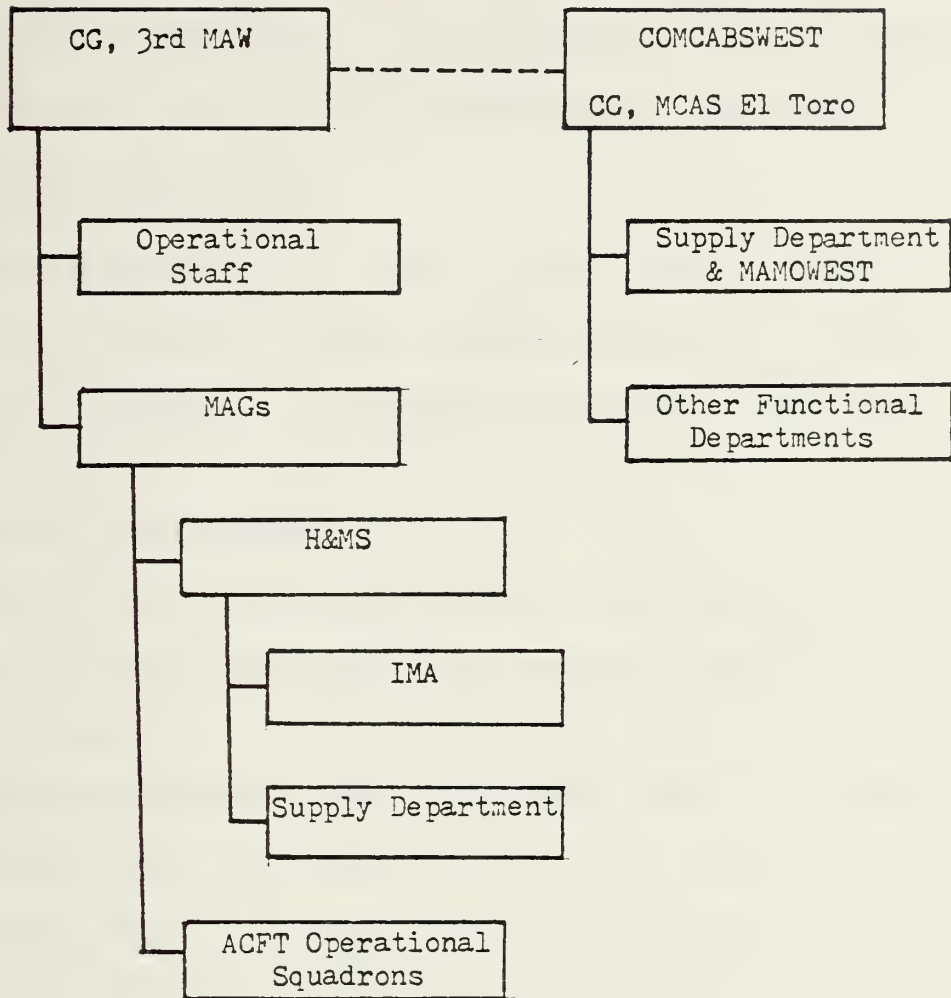 CG, 3rd MAW
COMCABSWEST
CG, MCAS El Toro
Operational
Staff
Supply Department
& MAMOWEST
MAGs
Other Functional
Departments
H&MS
IMA
Supply Department
ACFT Operational
Squadrons